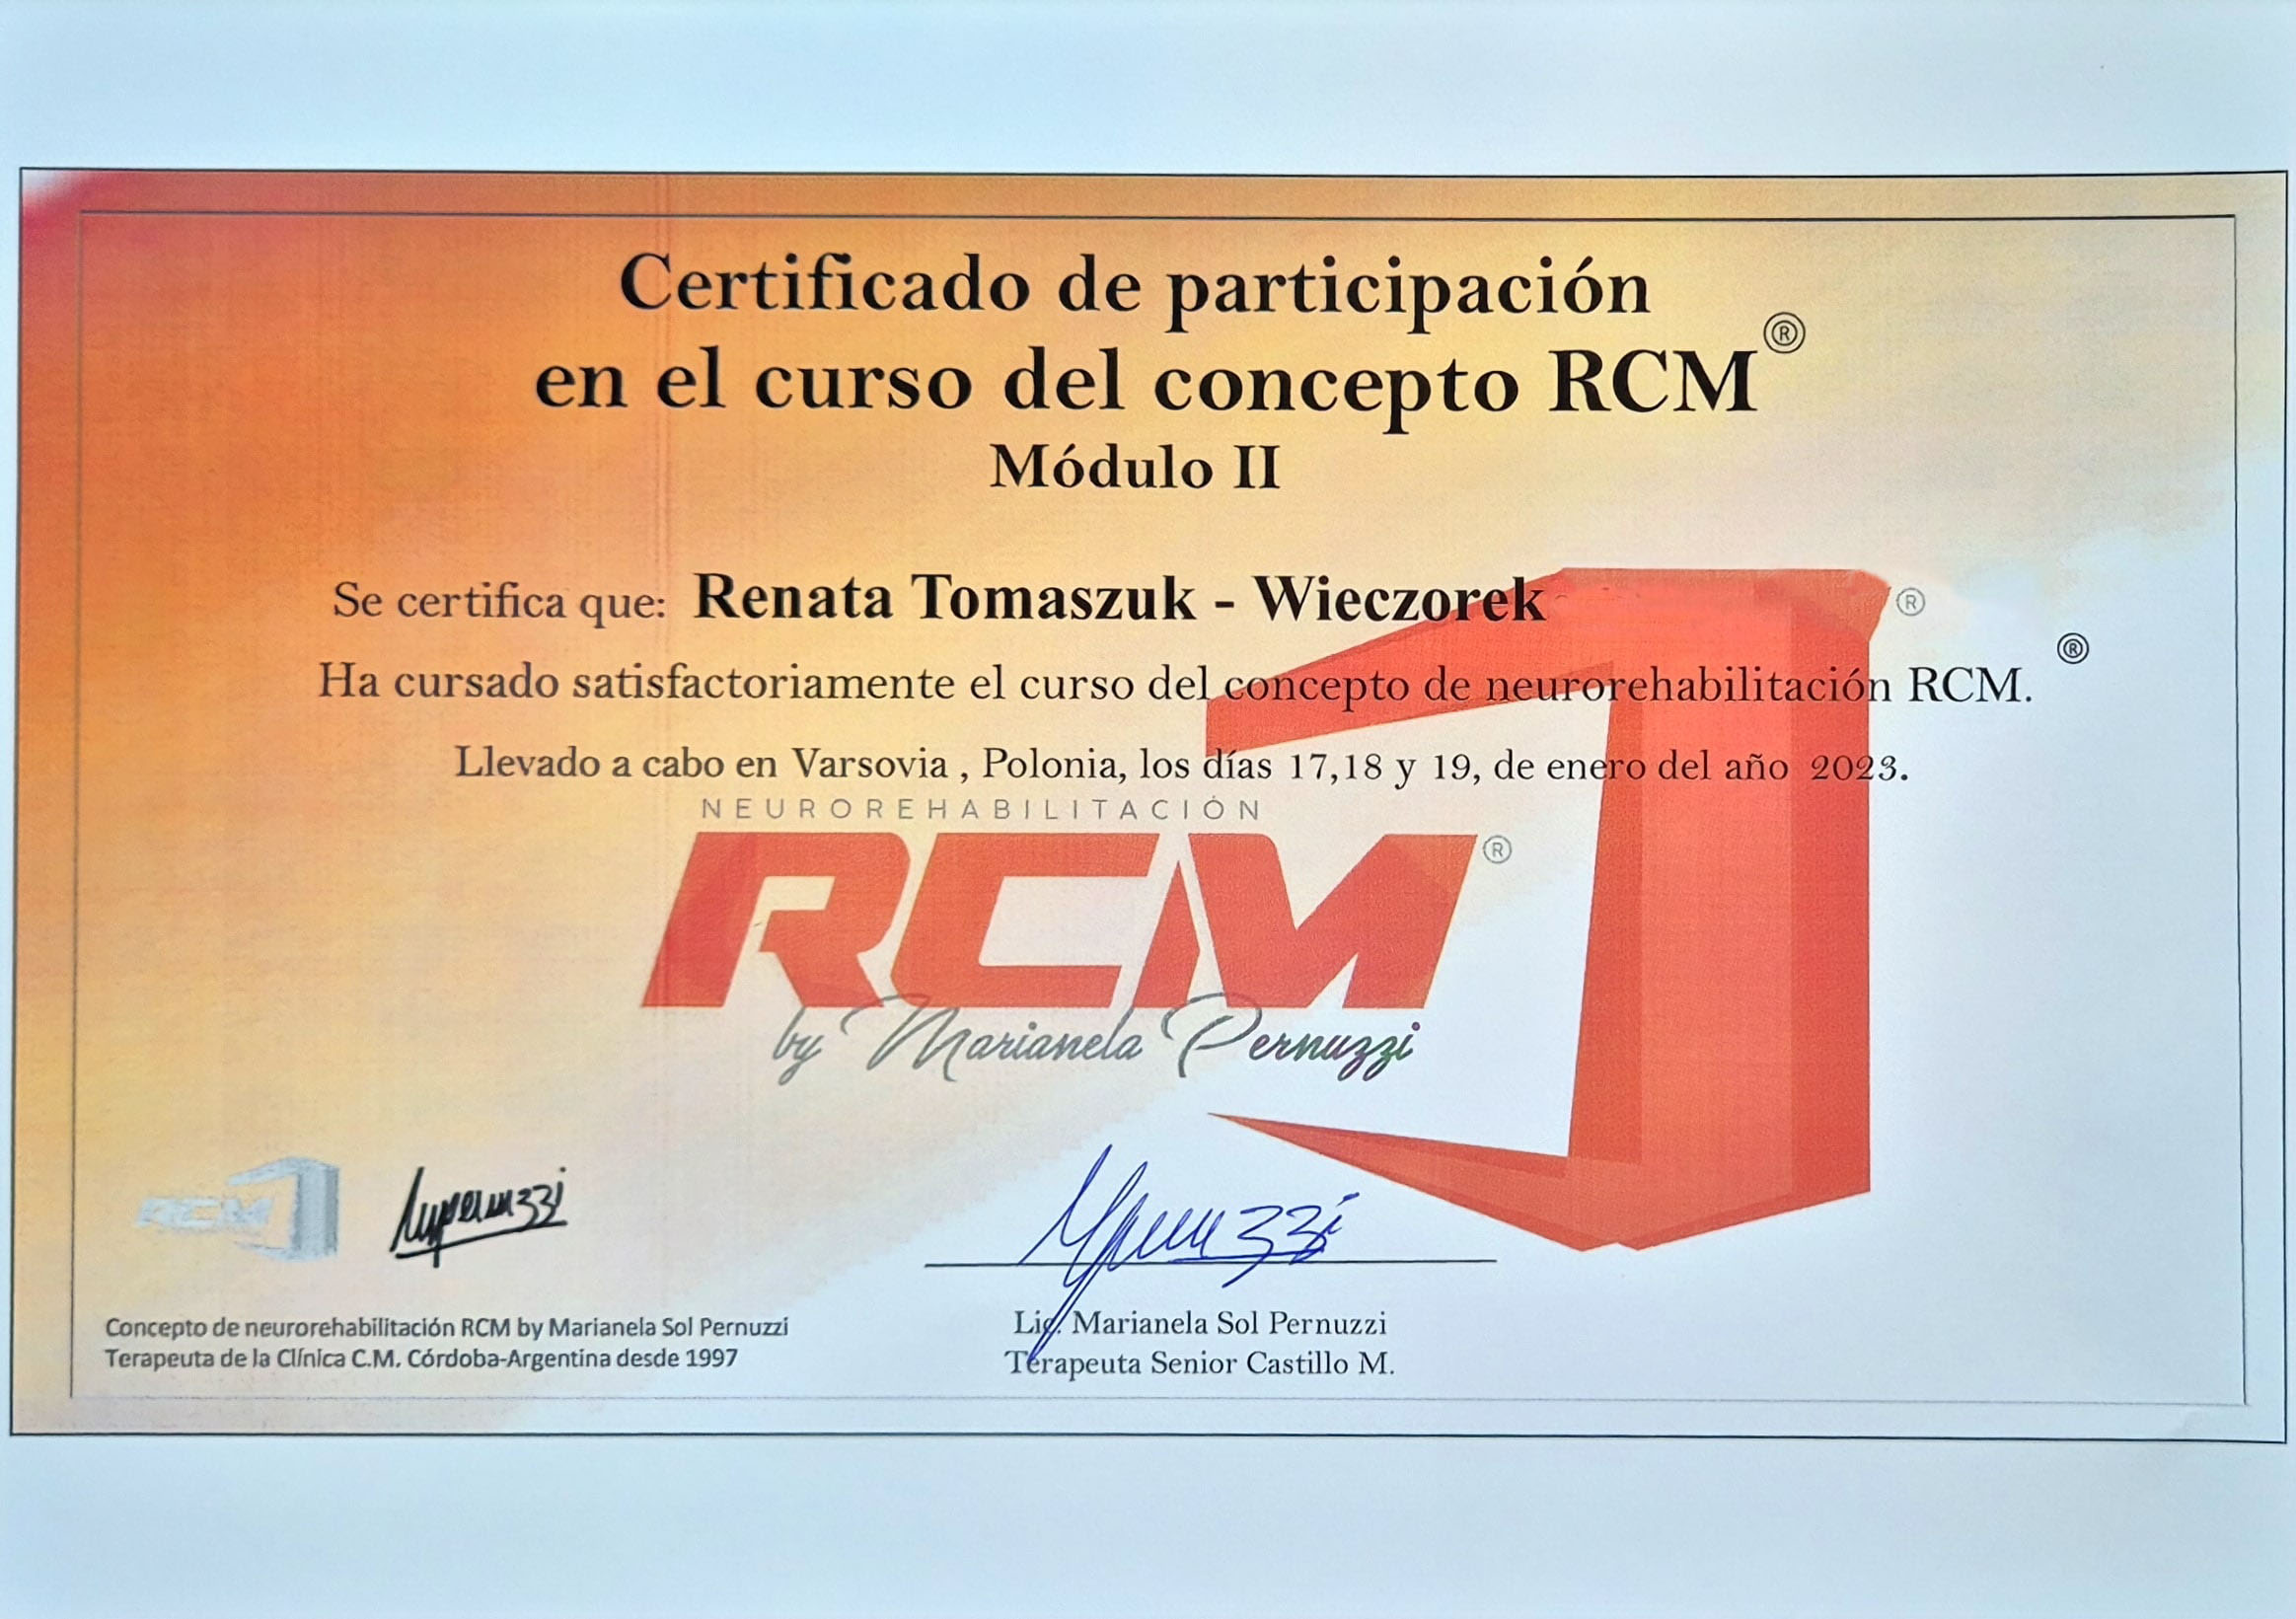 Certificado de participación
en el curso del concepto RCM®
Módulo II
Se certifica que: Renata Tomaszuk - Wieczorek
®
Ha cursado satisfactoriamente el curso del concepto de neurorehabilitación RCM. ®
Llevado a cabo en Varsovia , Polonia, los días 17,18 y 19, de enero del año 2023.
NEUROREHABILITACIÓN
RCM®
by Marianela Pernuzzi
RCM
Concepto de neurorehabilitación RCM by Marianela Sol Pernuzzi
Terapeuta de la Clínica C.M. Córdoba-Argentina desde 1997
Lic. Marianela Sol Pernuzzi
Terapeuta Senior Castillo M.